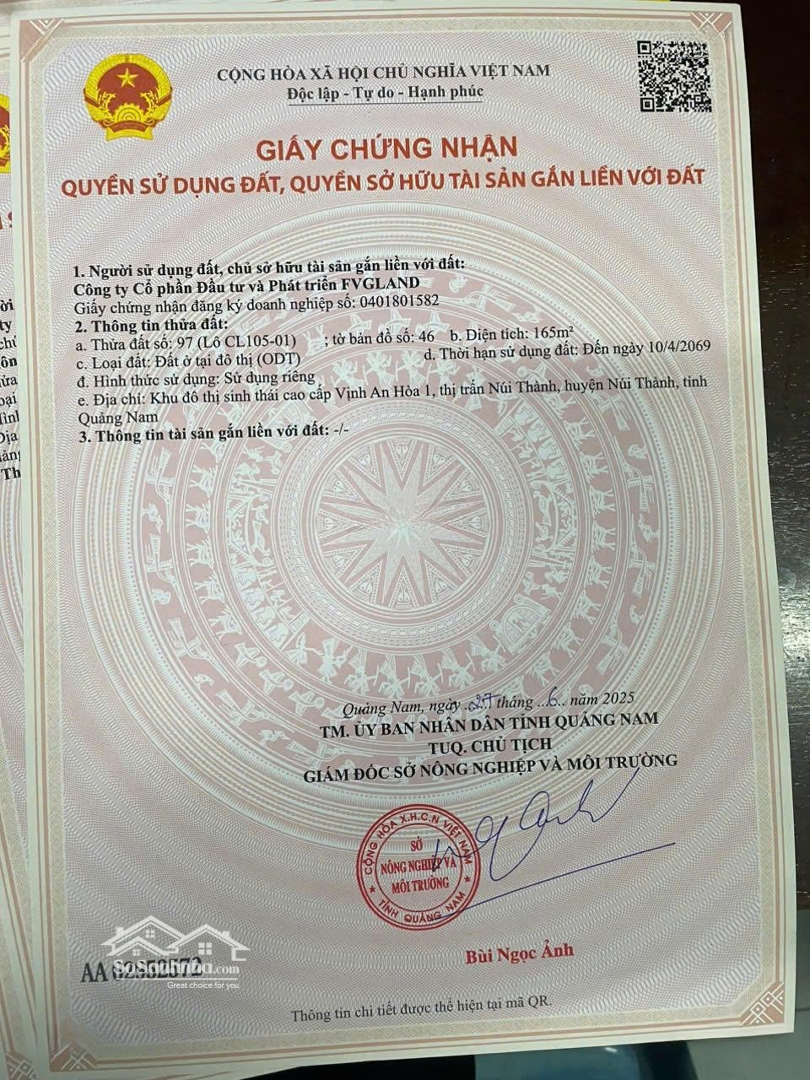 CỘNG HÒA XÃ HỘI CHỦ NGHĨA VIỆT NAM
Độc lập - Tự do - Hạnh phúc
GIẤY CHỨNG NHẬN
QUYỀN SỬ DỤNG ĐẤT, QUYỀN SỞ HỮU TÀI SẢN GẮN LIỀN VỚI ĐẤT
1. Người sử dụng đất, chủ sở hữu tài sản gắn liền với đất:
Công ty Cổ phần Đầu tư và Phát triển FVGLAND
Giấy chứng nhận đăng ký doanh nghiệp số: 0401801582
2. Thông tin thửa đất:
a. Thửa đất số: 97 (Lô CL105-01) ; tờ bản đồ số: 46 b. Diện tích: 165m²
c. Loại đất: Đất ở tại đô thị (ODT) d. Thời hạn sử dụng đất: Đến ngày 10/4/2069
đ. Hình thức sử dụng: Sử dụng riêng
e. Địa chỉ: Khu đô thị sinh thái cao cấp Vịnh An Hòa 1, thị trấn Núi Thành, huyện Núi Thành, tỉnh
Quảng Nam
3. Thông tin tài sản gắn liền với đất: -/-
Quảng Nam, ngày .27 tháng ..6.. năm 2025
TM. ỦY BAN NHÂN DÂN TỈNH QUẢNG NAM
TUQ. CHỦ TỊCH
GIÁM ĐỐC SỞ NÔNG NGHIỆP VÀ MÔI TRƯỜNG
CỘNG HÒA X.H.C.N VIỆT NAM
SỞ
NÔNG NGHIỆP VÀ
MÔI TRƯỜNG
TỈNH QUẢNG NAM
Bùi Ngọc Ảnh
AA
SoSanhNha.com
Great choice for you
Thông tin chi tiết được thể hiện tại mã QR.